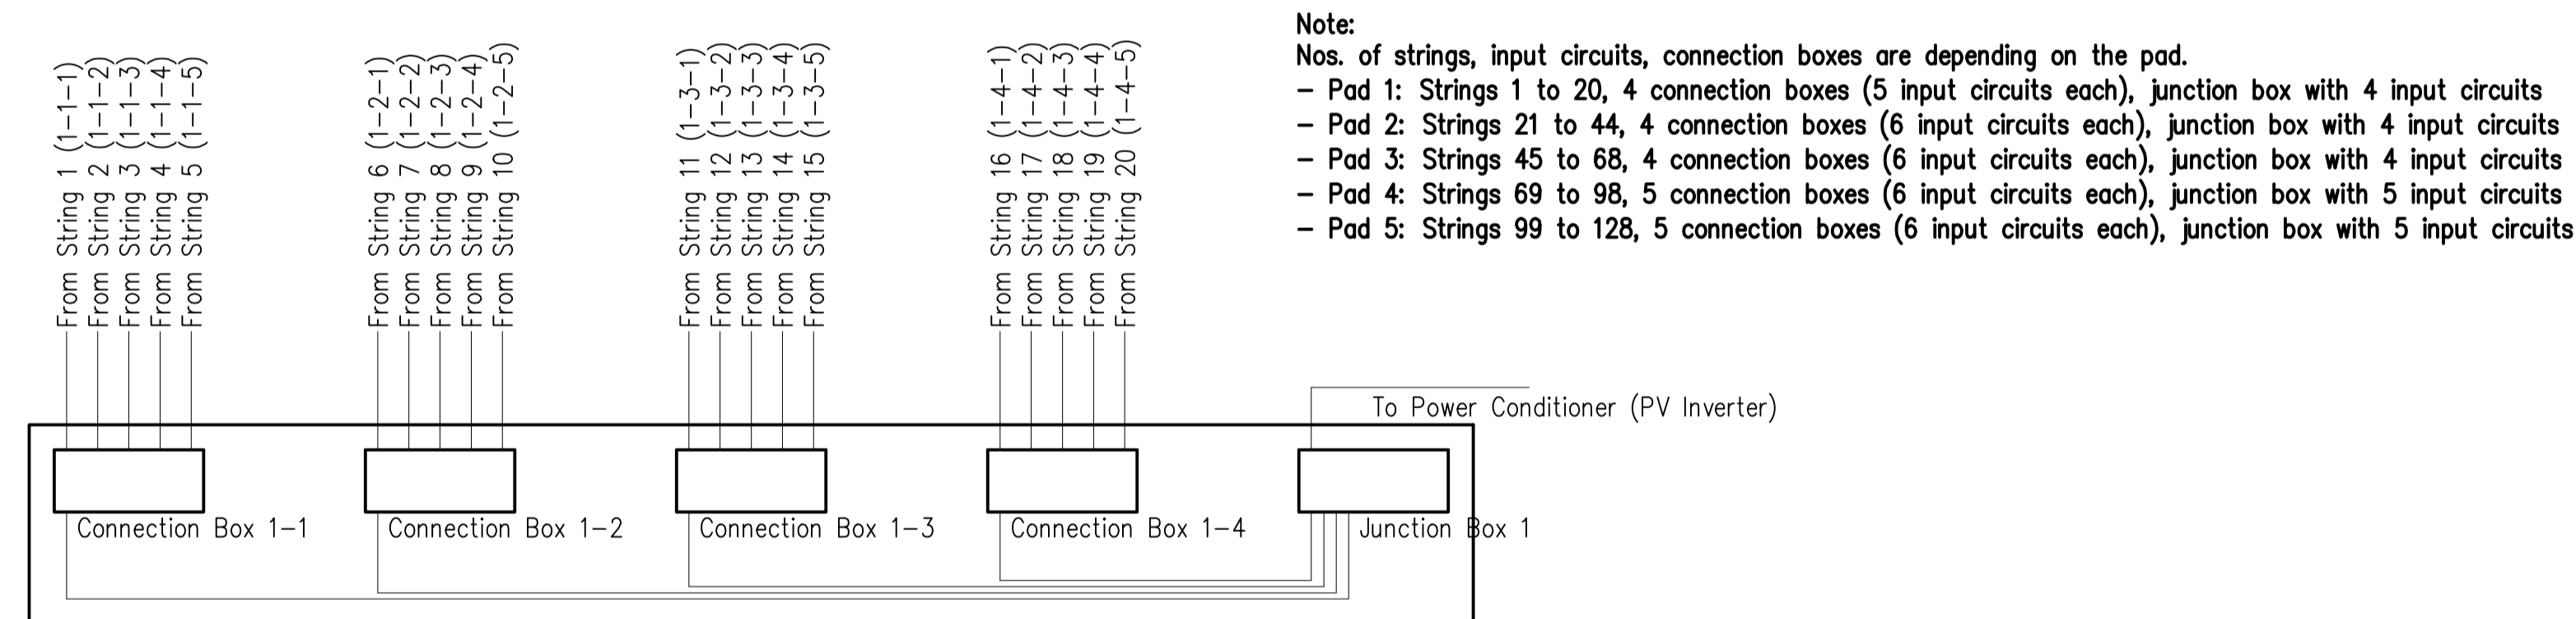 Note:
Nos. of strings, input circuits, connection boxes are depending on the pad.
– Pad 1: Strings 1 to 20, 4 connection boxes (5 input circuits each), junction box with 4 input circuits
– Pad 2: Strings 21 to 44, 4 connection boxes (6 input circuits each), junction box with 4 input circuits
– Pad 3: Strings 45 to 68, 4 connection boxes (6 input circuits each), junction box with 4 input circuits
– Pad 4: Strings 69 to 98, 5 connection boxes (6 input circuits each), junction box with 5 input circuits
– Pad 5: Strings 99 to 128, 5 connection boxes (6 input circuits each), junction box with 5 input circuits
From String 1 (1–1–1)
From String 2 (1–1–2)
From String 3 (1–1–3)
From String 4 (1–1–4)
From String 5 (1–1–5)
From String 6 (1–2–1)
From String 7 (1–2–2)
From String 8 (1–2–3)
From String 9 (1–2–4)
From String 10 (1–2–5)
From String 11 (1–3–1)
From String 12 (1–3–2)
From String 13 (1–3–3)
From String 14 (1–3–4)
From String 15 (1–3–5)
From String 16 (1–4–1)
From String 17 (1–4–2)
From String 18 (1–4–3)
From String 19 (1–4–4)
From String 20 (1–4–5)
To Power Conditioner (PV Inverter)
Connection Box 1–1
Connection Box 1–2
Connection Box 1–3
Connection Box 1–4
Junction Box 1